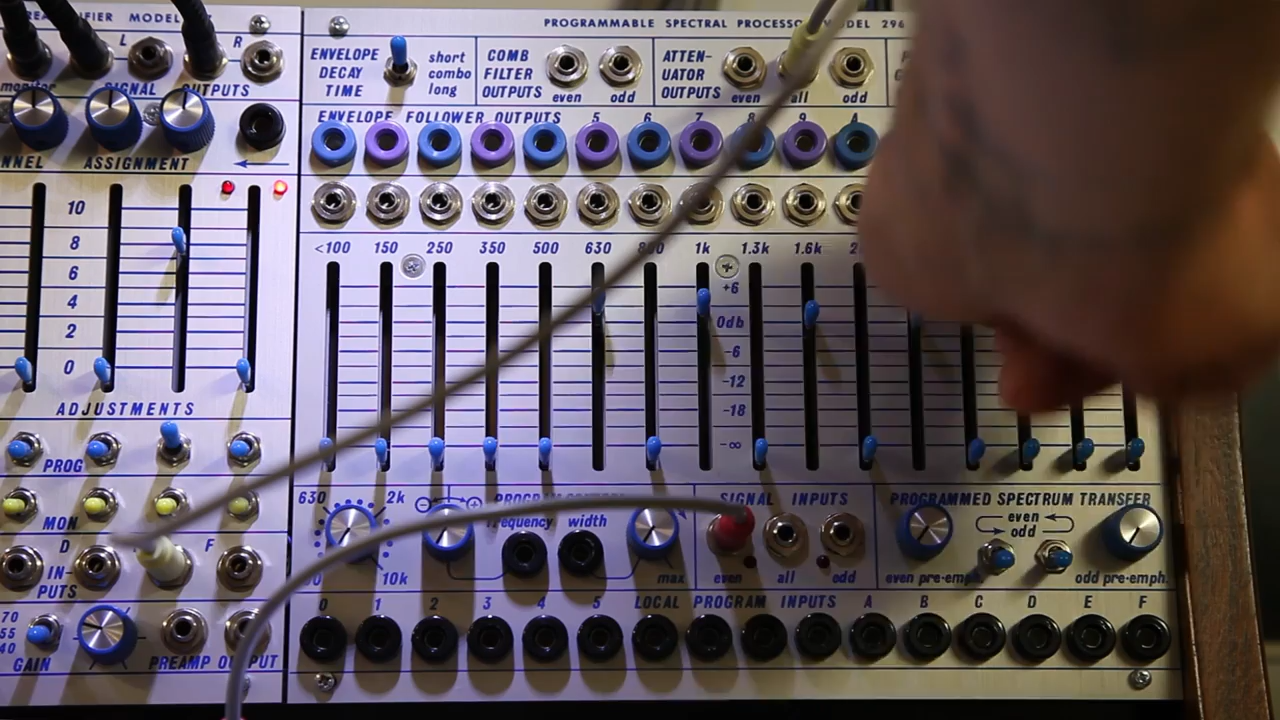 MODEL
PROGRAMMABLE SPECTRAL PROCESSOR MODEL 296
L
R
SIGNAL OUTPUTS
ENVELOPE
DECAY
TIME
short
combo
long
COMB
FILTER
OUTPUTS
even
odd
ATTEN-
UATOR
OUTPUTS
even
all
odd
ENVELOPE FOLLOWER OUTPUTS
5
6
7
8
9
A
ASSIGNMENT
<100
150
250
350
500
630
1k
1.3k
1.6k
10
8
6
4
2
0
+6
0db
-6
-12
-18
-∞
ADJUSTMENTS
PROG
MON
D
F
IN-
PUTS
70
55
40
GAIN
PREAMP OUTPUT
630
2k
10k
PROGRAM CONTROL
frequency
width
max
SIGNAL INPUTS
even
all
odd
PROGRAMMED SPECTRUM TRANSFER
even
odd
even pre-emph.
odd pre-emph.
0 1 2 3 4 5 LOCAL PROGRAM INPUTS A B C D E F